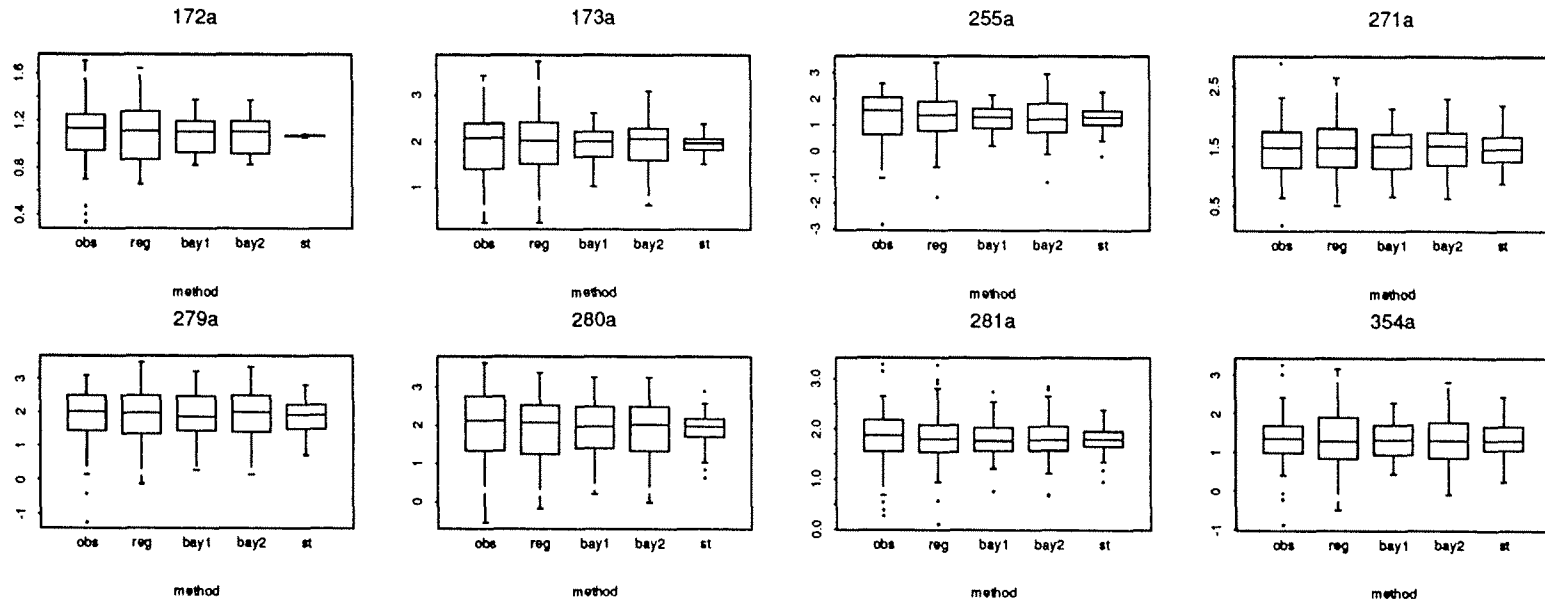 172a
173a
255a
271a
1.6
1.2
0.8
0.4
obs reg bay1 bay2 st
method
3
2
1
obs reg bay1 bay2 st
method
3
2
1
0
-1
-2
-3
obs reg bay1 bay2 st
method
2.5
1.5
0.5
obs reg bay1 bay2 st
method
279a
280a
281a
354a
3
2
1
0
-1
obs reg bay1 bay2 st
method
3
2
1
0
obs reg bay1 bay2 st
method
3.0
2.0
1.0
0.0
obs reg bay1 bay2 st
method
3
2
1
0
-1
obs reg bay1 bay2 st
method